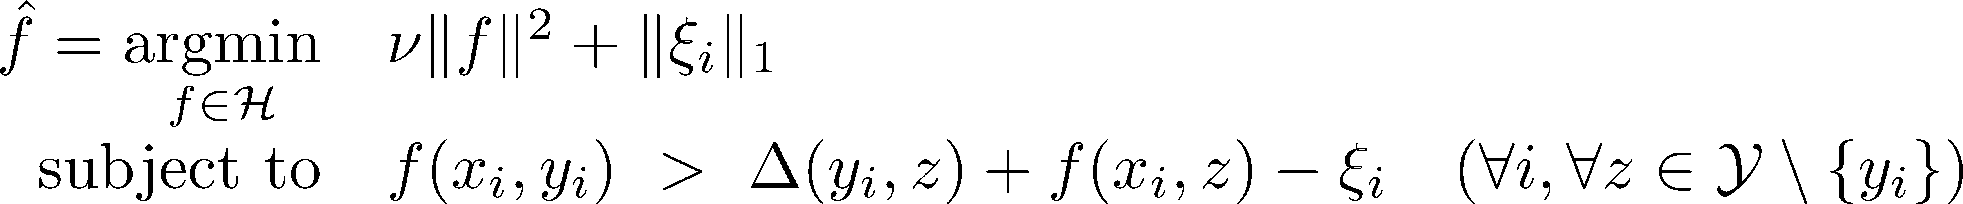 f̂ = argmin ν‖f‖² + ‖ξᵢ‖₁
f∈ℋ
subject to f(xᵢ, yᵢ) > Δ(yᵢ, z) + f(xᵢ, z) − ξᵢ (∀i, ∀z ∈ 𝒴 \ {yᵢ})